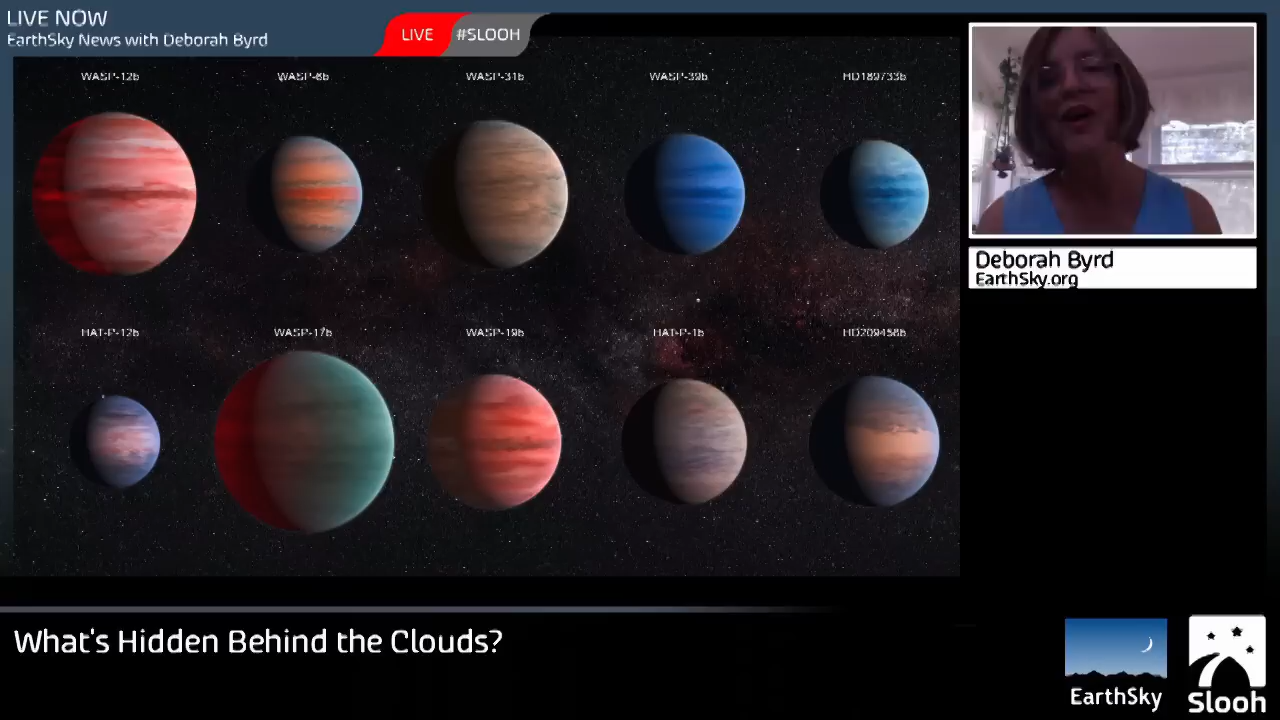 LIVE NOW
EarthSky News with Deborah Byrd
LIVE
#SLOOH
WASP-12b
WASP-6b
WASP-31b
WASP-39b
HD189733b
HAT-P-12b
WASP-17b
WASP-19b
HAT-P-1b
HD209458b
Deborah Byrd
EarthSky.org
What's Hidden Behind the Clouds?
EarthSky
Slooh